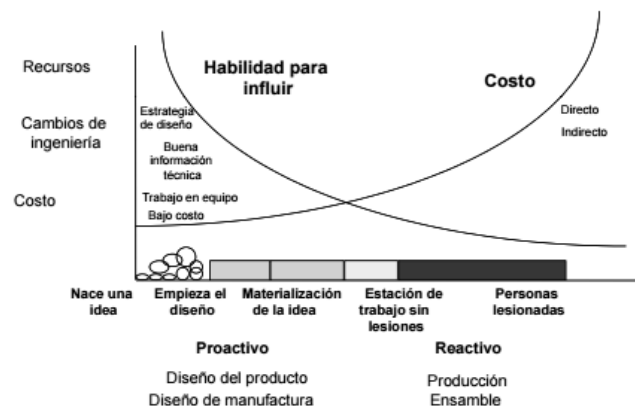 Recursos
Cambios de
ingeniería
Costo
Habilidad para
influir
Costo
Estrategia
de diseño
Buena
información
técnica
Trabajo en equipo
Bajo costo
Directo
Indirecto
Nace una
idea
Empieza el
diseño
Materialización
de la idea
Estación de
trabajo sin
lesiones
Personas
lesionadas
Proactivo
Reactivo
Diseño del producto
Diseño de manufactura
Producción
Ensamble